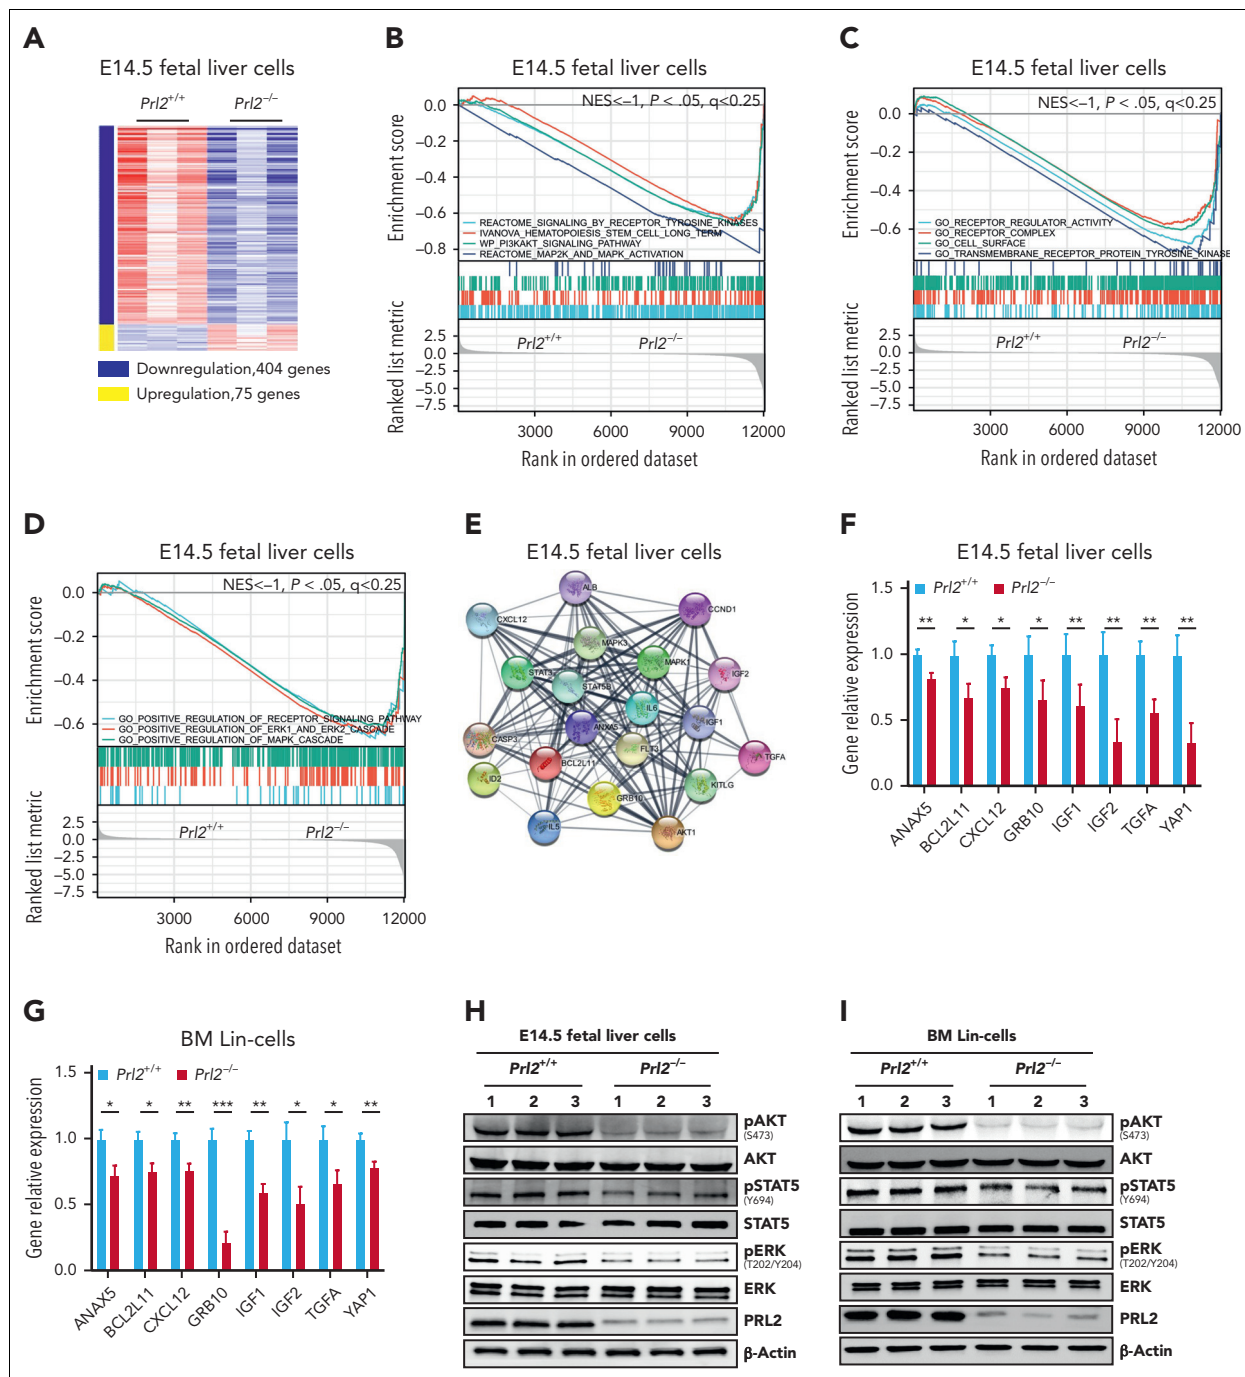 A
E14.5 fetal liver cells
Prl2+/+ Prl2−/−
Downregulation,404 genes
Upregulation,75 genes
B
E14.5 fetal liver cells
NES<−1, P < .05, q<0.25
Enrichment score
0.0
−0.2
−0.4
−0.6
−0.8
REACTOME_SIGNALING_BY_RECEPTOR_TYROSINE_KINASES
IVANOVA_HEMATOPOIESIS_STEM_CELL_LONG_TERM
WP_PI3KAKT_SIGNALING_PATHWAY
REACTOME_MAP2K_AND_MAPK_ACTIVATION
Ranked list metric
2.5
0.0
−2.5
−5.0
−7.5
Prl2+/+ Prl2−/−
3000 6000 9000 12000
Rank in ordered dataset
C
E14.5 fetal liver cells
NES<−1, P < .05, q<0.25
Enrichment score
0.0
−0.2
−0.4
−0.6
GO_RECEPTOR_REGULATOR_ACTIVITY
GO_RECEPTOR_COMPLEX
GO_CELL_SURFACE
GO_TRANSMEMBRANE_RECEPTOR_PROTEIN_TYROSINE_KINASE
Ranked list metric
2.5
0.0
−2.5
−5.0
−7.5
Prl2+/+ Prl2−/−
3000 6000 9000 12000
Rank in ordered dataset
D
E14.5 fetal liver cells
NES<−1, P < .05, q<0.25
Enrichment score
0.0
−0.2
−0.4
−0.6
GO_POSITIVE_REGULATION_OF_RECEPTOR_SIGNALING_PATHWAY
GO_POSITIVE_REGULATION_OF_ERK1_AND_ERK2_CASCADE
GO_POSITIVE_REGULATION_OF_MAPK_CASCADE
Ranked list metric
2.5
0.0
−2.5
−5.0
−7.5
Prl2+/+ Prl2−/−
3000 6000 9000 12000
Rank in ordered dataset
E
E14.5 fetal liver cells
ALB
CXCL12
CCND1
MAPK3
MAPK1
STAT3
IGF2
STAT5B
IL6
ANXA5
IGF1
CASP3
FLT3
TGFA
BCL2L11
ID2
KITLG
GRB10
IL5
AKT1
F
E14.5 fetal liver cells
Prl2+/+ Prl2−/−
Gene relative expression
1.5
1.0
0.5
0.0
** * * * ** ** ** **
ANAX5 BCL2L11 CXCL12 GRB10 IGF1 IGF2 TGFA YAP1
G
BM Lin-cells
Prl2+/+ Prl2−/−
Gene relative expression
1.5
1.0
0.5
0.0
* * ** *** ** * * **
ANAX5 BCL2L11 CXCL12 GRB10 IGF1 IGF2 TGFA YAP1
H
E14.5 fetal liver cells
Prl2+/+ Prl2−/−
1 2 3 1 2 3
pAKT
(S473)
AKT
pSTAT5
(Y694)
STAT5
pERK
(T202/Y204)
ERK
PRL2
β-Actin
I
BM Lin-cells
Prl2+/+ Prl2−/−
1 2 3 1 2 3
pAKT
(S473)
AKT
pSTAT5
(Y694)
STAT5
pERK
(T202/Y204)
ERK
PRL2
β-Actin